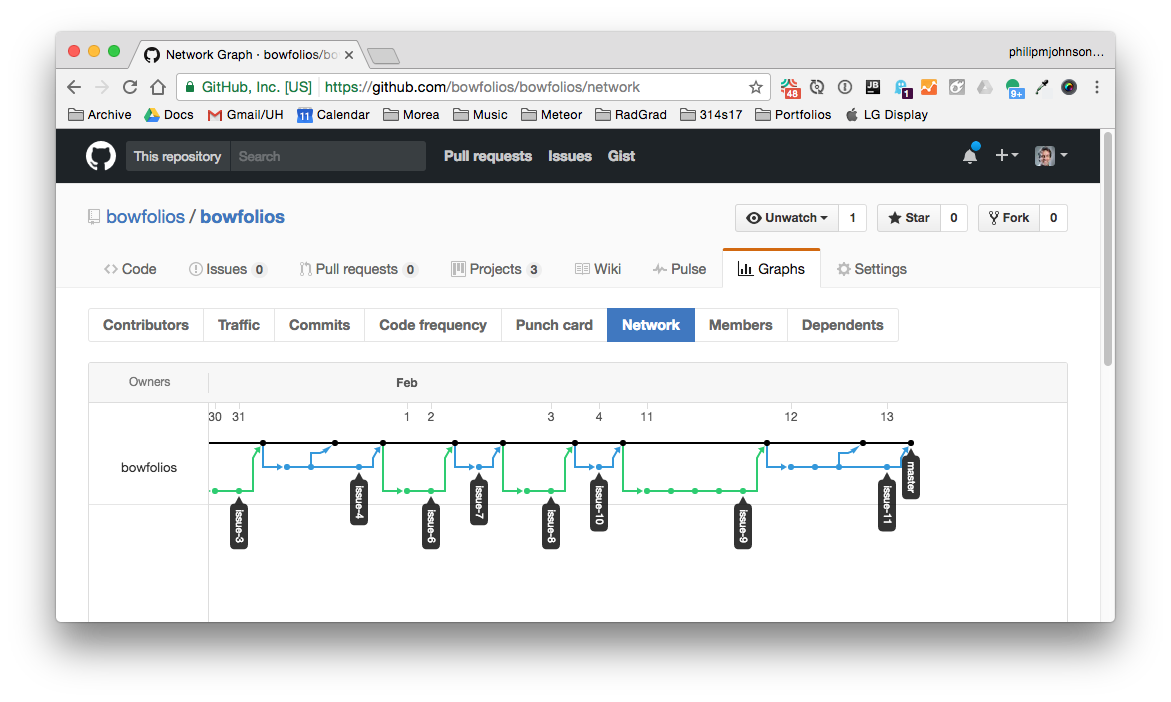 Network Graph · bowfolios/bo
philipmjohnson...
GitHub, Inc. [US] https://github.com/bowfolios/bowfolios/network
48 JB 1 9+
Archive Docs Gmail/UH 11 Calendar Morea Music Meteor RadGrad 314s17 Portfolios LG Display
This repository Search Pull requests Issues Gist
bowfolios / bowfolios Unwatch 1 Star 0 Fork 0
Code Issues 0 Pull requests 0 Projects 3 Wiki Pulse Graphs Settings
Contributors Traffic Commits Code frequency Punch card Network Members Dependents
Owners Feb
30 31 1 2 3 4 11 12 13
bowfolios
master
issue-4 issue-7 issue-10 issue-11
issue-3 issue-6 issue-8 issue-9